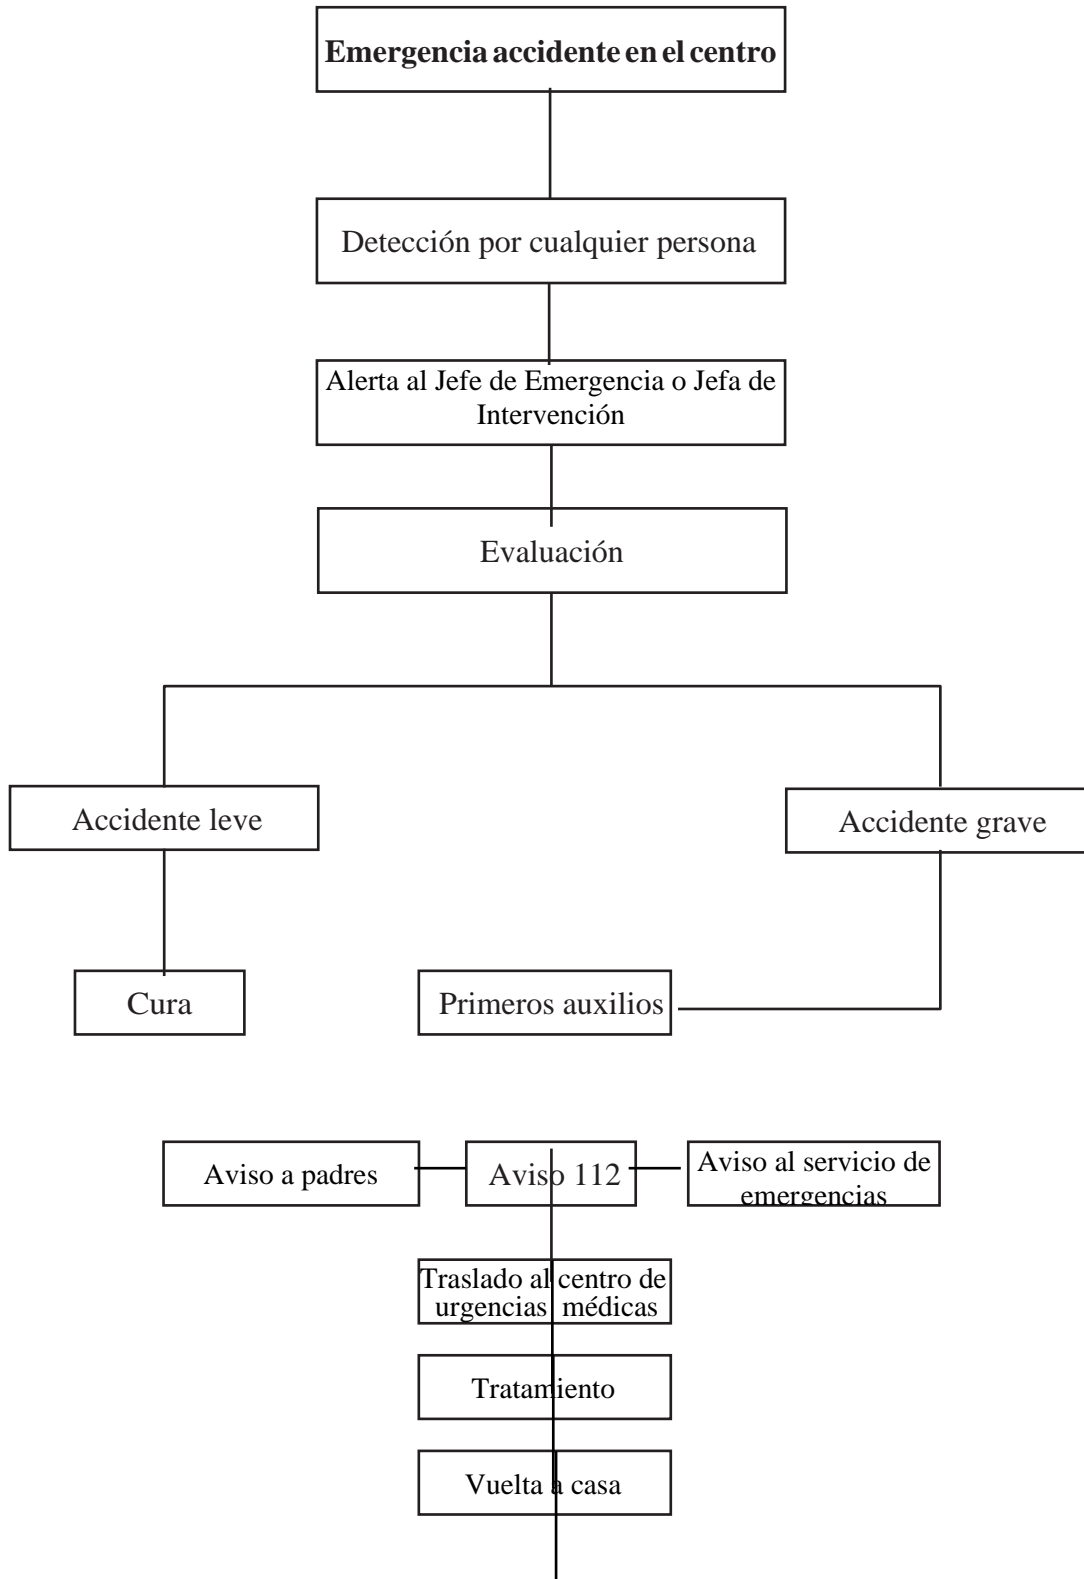 Emergencia accidente en el centro
Detección por cualquier persona
Alerta al Jefe de Emergencia o Jefa de
Intervención
Evaluación
Accidente leve
Accidente grave
Cura
Primeros auxilios
Aviso a padres
Aviso 112
Aviso al servicio de
emergencias
Traslado al centro de
urgencias médicas
Tratamiento
Vuelta a casa